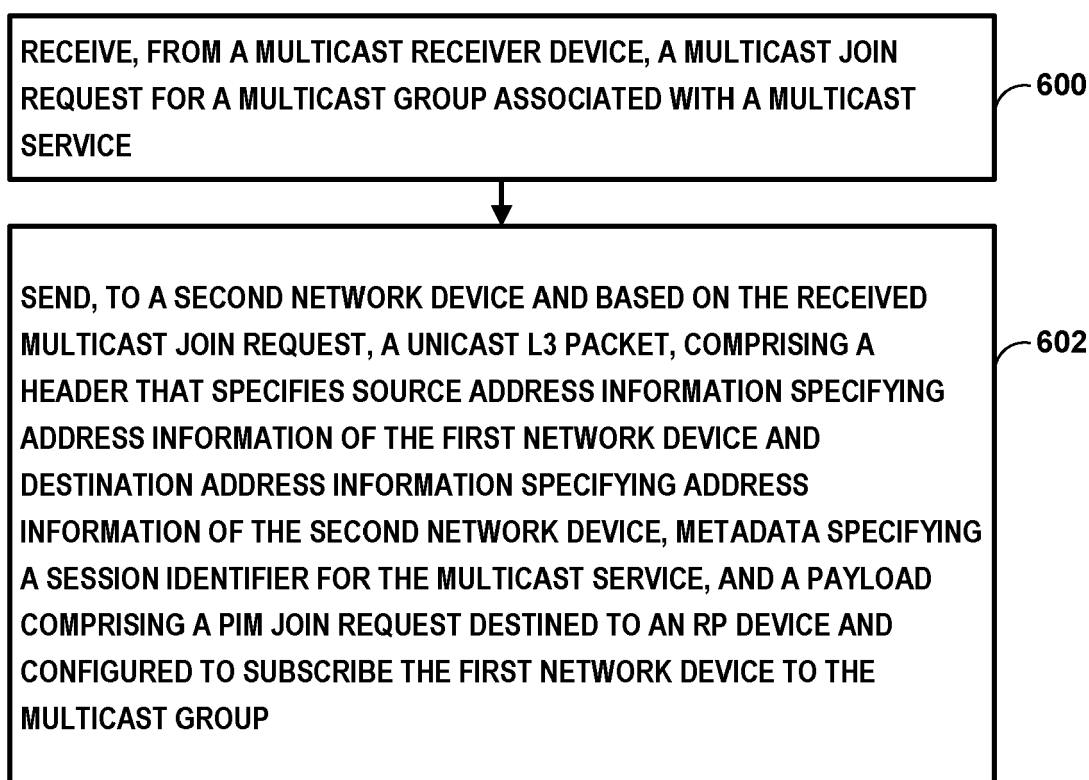 RECEIVE, FROM A MULTICAST RECEIVER DEVICE, A MULTICAST JOIN
REQUEST FOR A MULTICAST GROUP ASSOCIATED WITH A MULTICAST
SERVICE
600
SEND, TO A SECOND NETWORK DEVICE AND BASED ON THE RECEIVED
MULTICAST JOIN REQUEST, A UNICAST L3 PACKET, COMPRISING A
HEADER THAT SPECIFIES SOURCE ADDRESS INFORMATION SPECIFYING
ADDRESS INFORMATION OF THE FIRST NETWORK DEVICE AND
DESTINATION ADDRESS INFORMATION SPECIFYING ADDRESS
INFORMATION OF THE SECOND NETWORK DEVICE, METADATA SPECIFYING
A SESSION IDENTIFIER FOR THE MULTICAST SERVICE, AND A PAYLOAD
COMPRISING A PIM JOIN REQUEST DESTINED TO AN RP DEVICE AND
CONFIGURED TO SUBSCRIBE THE FIRST NETWORK DEVICE TO THE
MULTICAST GROUP
602